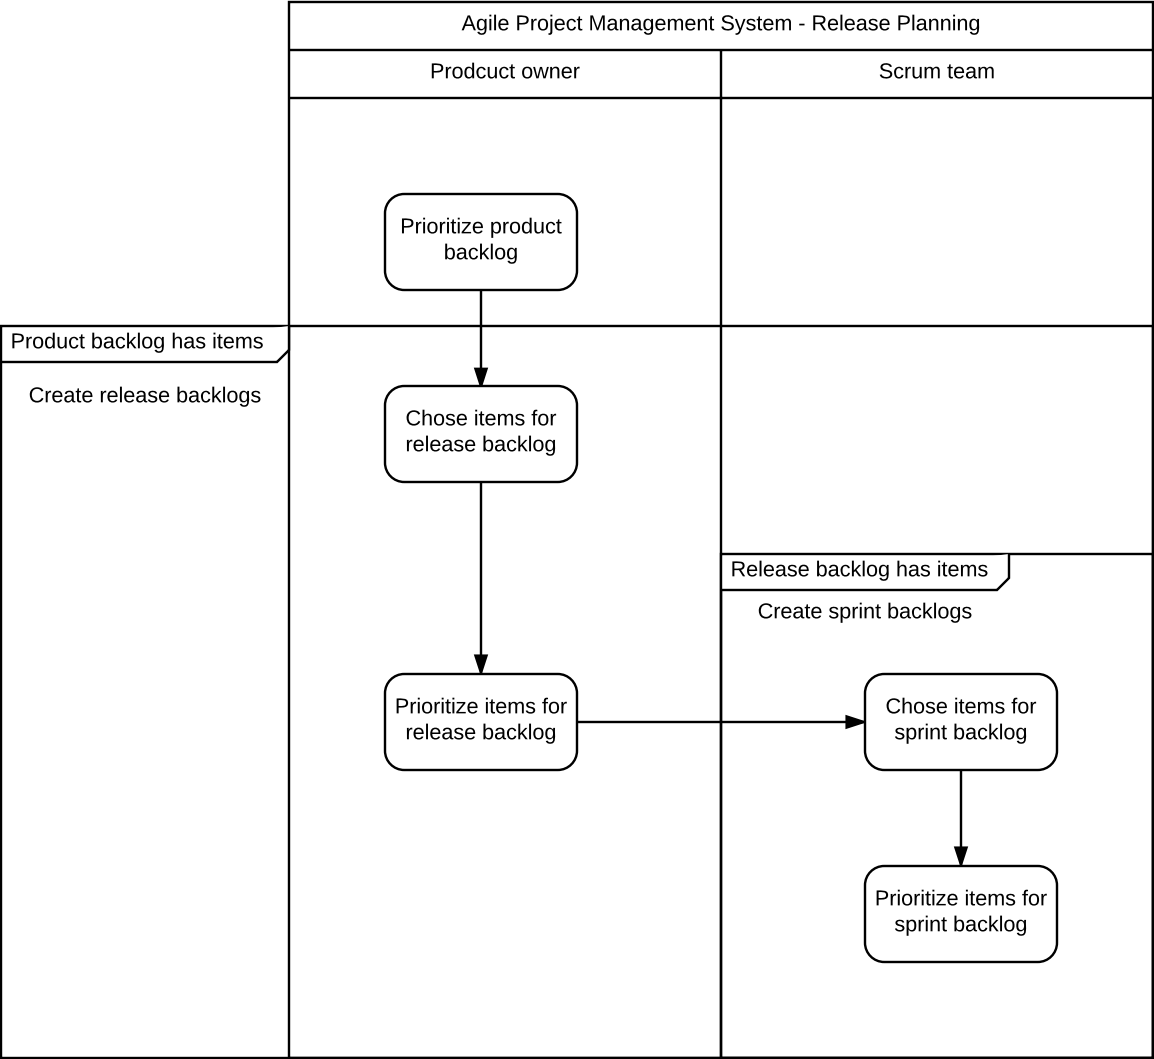 Agile Project Management System - Release Planning
Prodcuct owner
Scrum team
Prioritize product
backlog
Product backlog has items
Create release backlogs
Chose items for
release backlog
Release backlog has items
Create sprint backlogs
Prioritize items for
release backlog
Chose items for
sprint backlog
Prioritize items for
sprint backlog